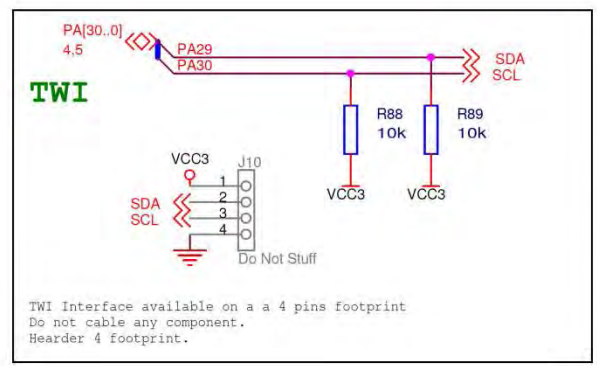 PA[30..0]
4,5
PA29
PA30
SDA
SCL
TWI
R88
10k
R89
10k
VCC3
VCC3
VCC3
J10
1
2
3
4
SDA
SCL
Do Not Stuff
TWI Interface available on a a 4 pins footprint
Do not cable any component.
Hearder 4 footprint.